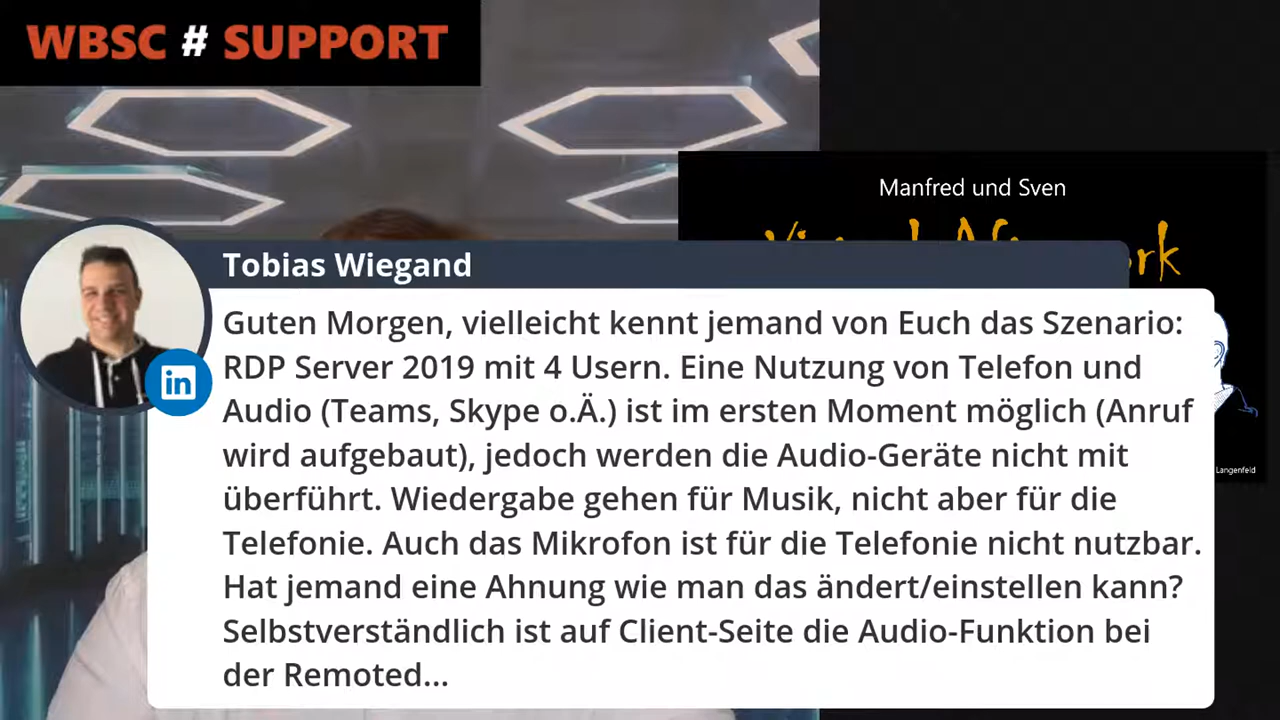 WBSC # SUPPORT
Manfred und Sven
rk
Tobias Wiegand
Guten Morgen, vielleicht kennt jemand von Euch das Szenario:
RDP Server 2019 mit 4 Usern. Eine Nutzung von Telefon und
Audio (Teams, Skype o.Ä.) ist im ersten Moment möglich (Anruf
wird aufgebaut), jedoch werden die Audio-Geräte nicht mit
überführt. Wiedergabe gehen für Musik, nicht aber für die
Telefonie. Auch das Mikrofon ist für die Telefonie nicht nutzbar.
Hat jemand eine Ahnung wie man das ändert/einstellen kann?
Selbstverständlich ist auf Client-Seite die Audio-Funktion bei
der Remoted...
in
Langenfeld